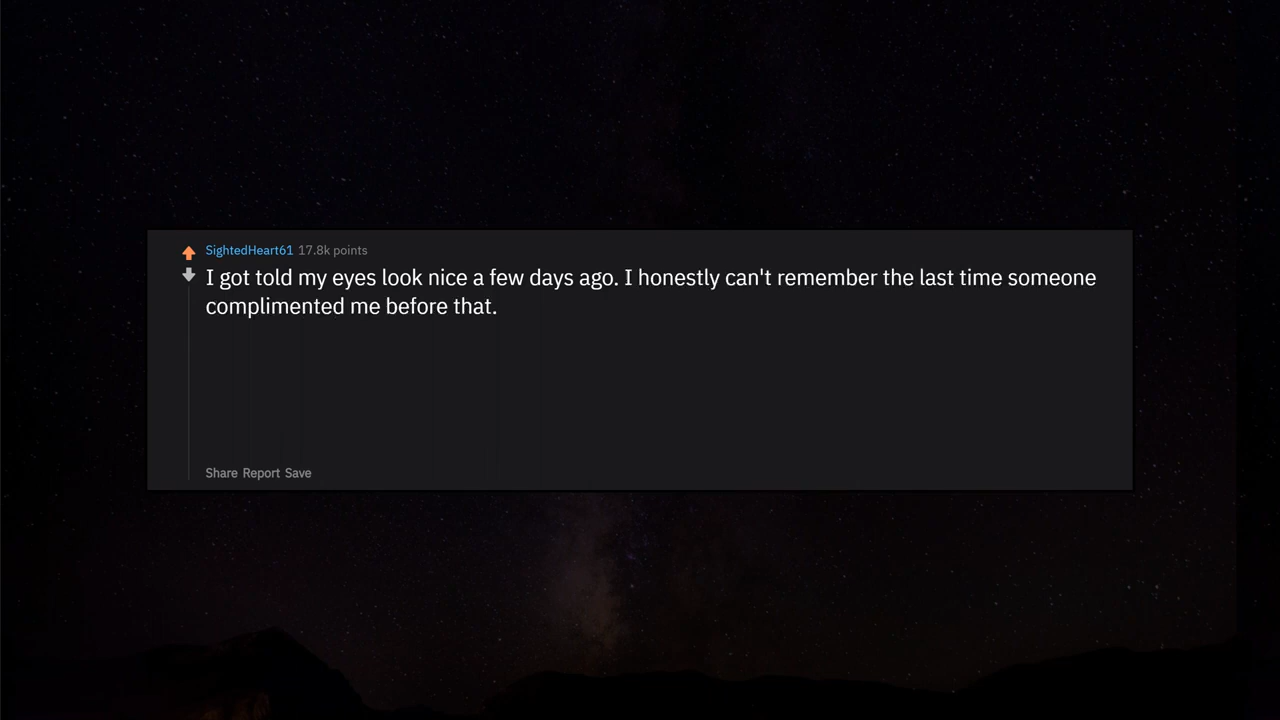 SightedHeart61 17.8k points
I got told my eyes look nice a few days ago. I honestly can't remember the last time someone
complimented me before that.
Share Report Save